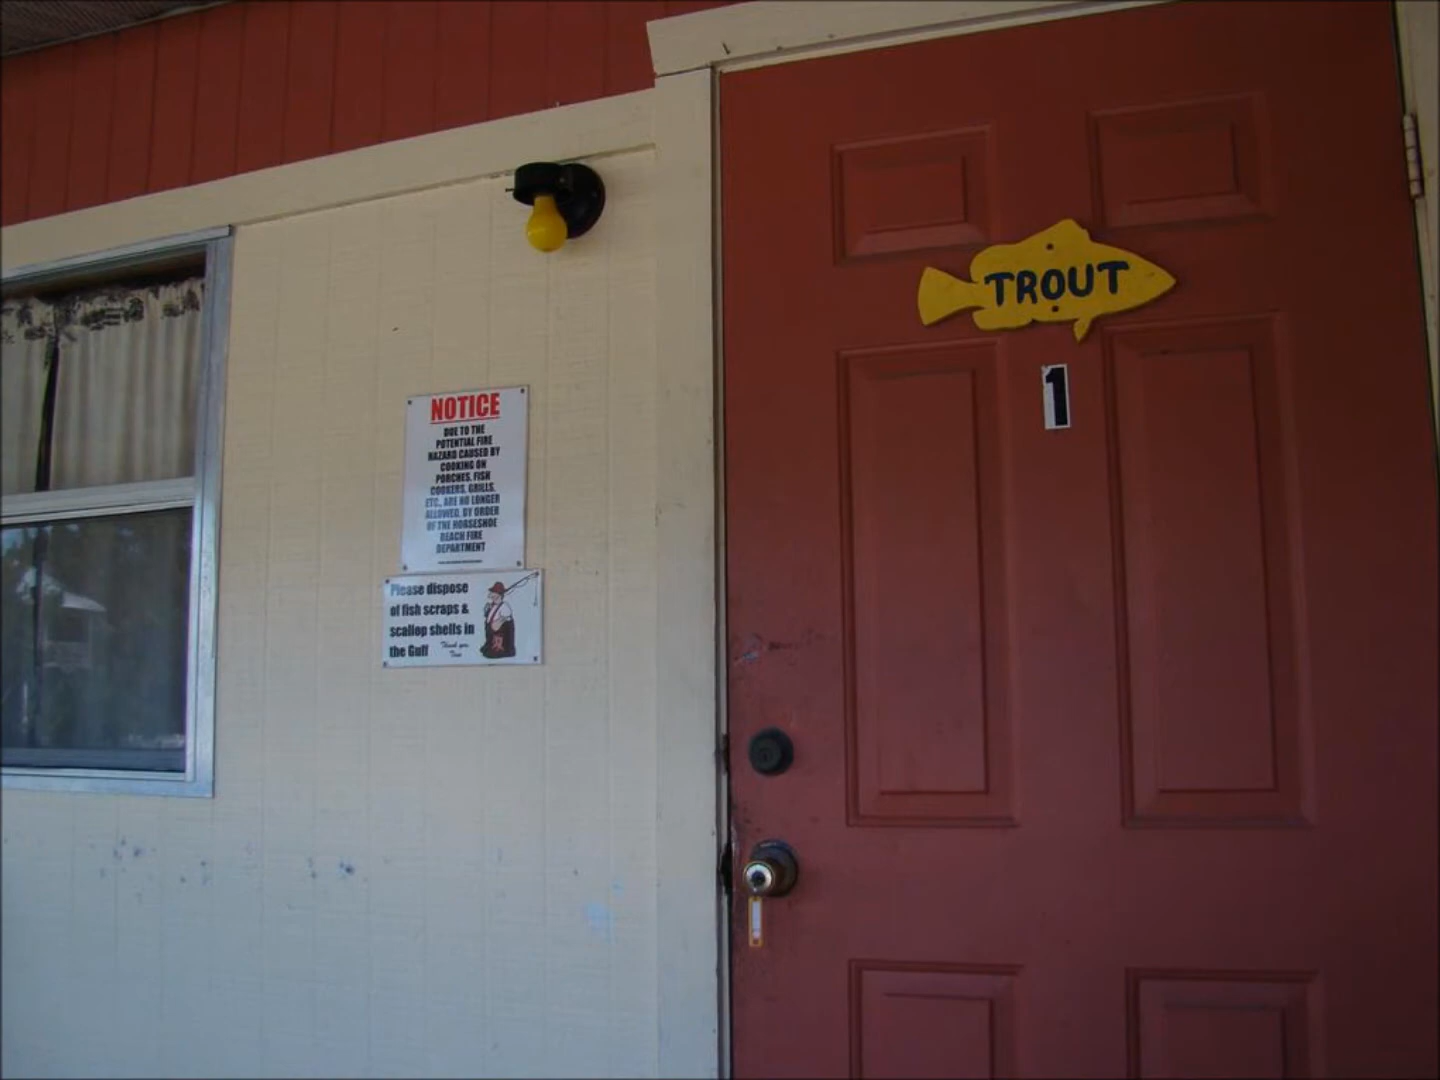 NOTICE
DUE TO THE
POTENTIAL FIRE
HAZARD CAUSED BY
COOKING ON
PORCHES, FISH
COOKERS, GRILLS,
ETC., ARE NO LONGER
ALLOWED, BY ORDER
OF THE HORSESHOE
BEACH FIRE
DEPARTMENT
Please dispose
of fish scraps &
scallop shells in
the Gulf
Thank you,
TROUT
1